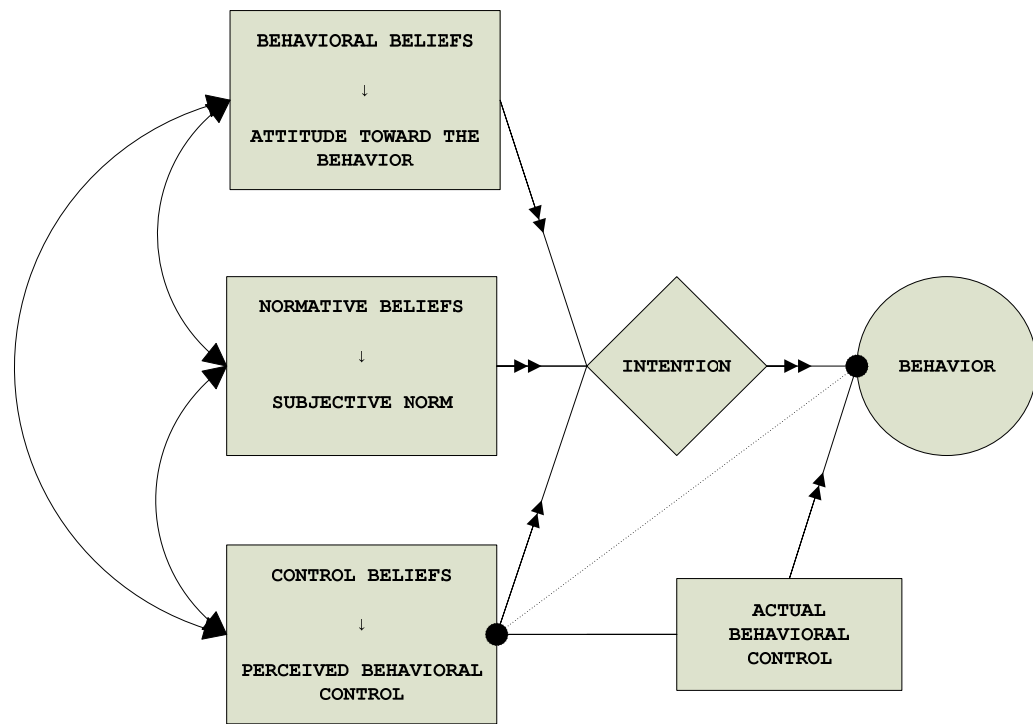 BEHAVIORAL BELIEFS
↓
ATTITUDE TOWARD THE
BEHAVIOR
NORMATIVE BELIEFS
↓
SUBJECTIVE NORM
INTENTION
BEHAVIOR
CONTROL BELIEFS
↓
PERCEIVED BEHAVIORAL
CONTROL
ACTUAL
BEHAVIORAL
CONTROL